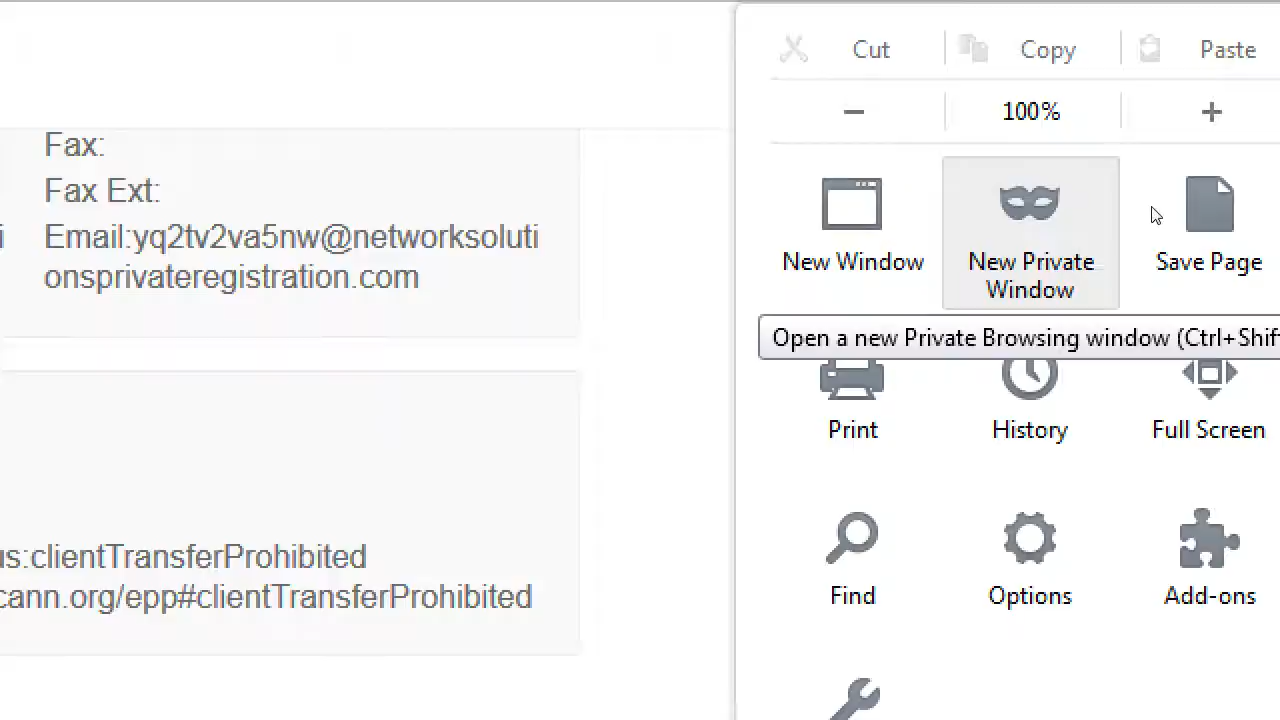 Fax:
Fax Ext:
Email:yq2tv2va5nw@networksoluti
onsprivateregistration.com
us:clientTransferProhibited
cann.org/epp#clientTransferProhibited
Cut Copy Paste
100%
New Window
New Private
Window
Save Page
Open a new Private Browsing window (Ctrl+Shif
Print
History
Full Screen
Find
Options
Add-ons